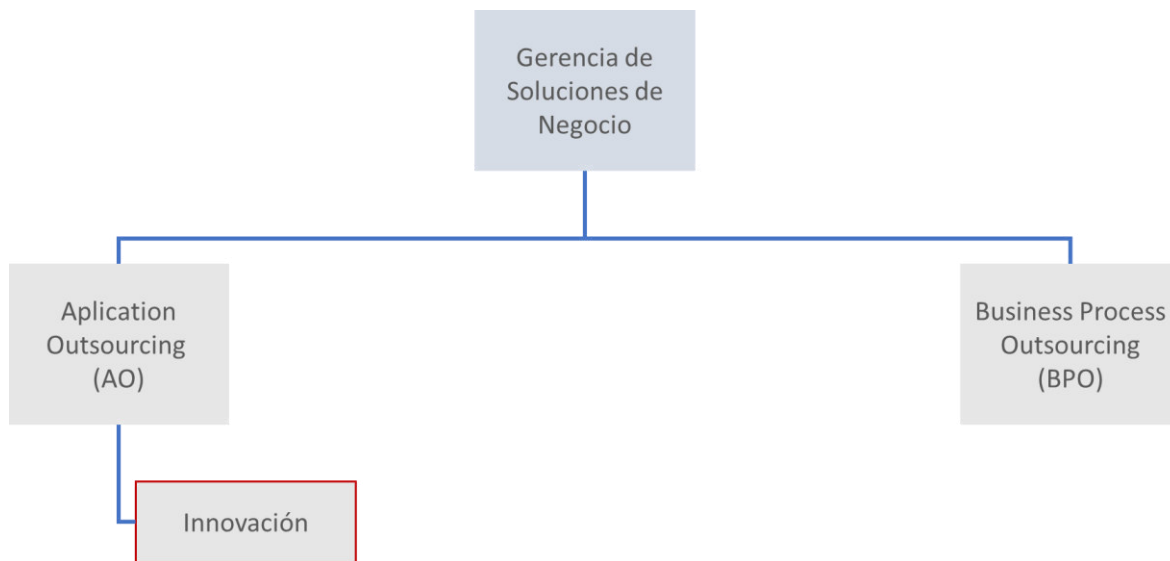 Gerencia de
Soluciones de
Negocio
Aplication
Outsourcing
(AO)
Business Process
Outsourcing
(BPO)
Innovación